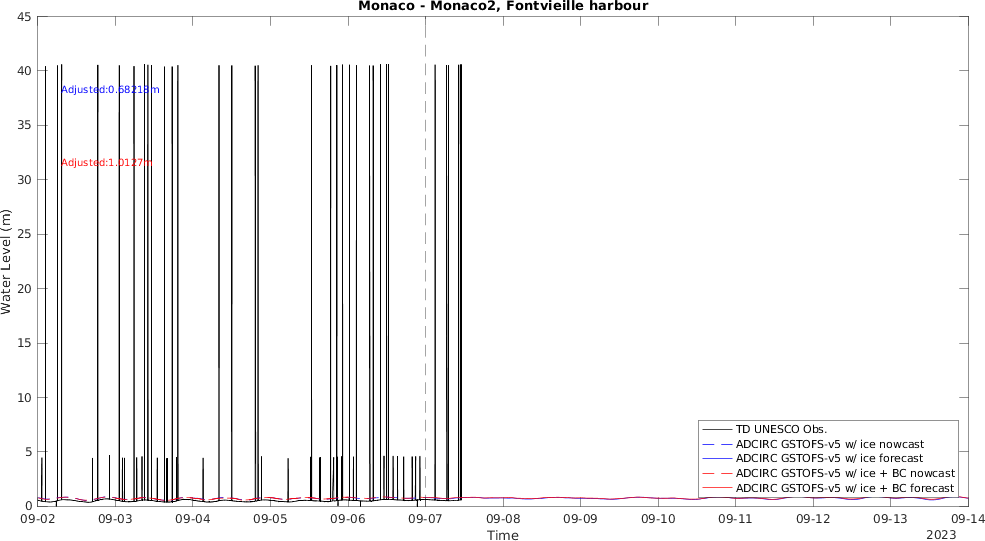 Monaco - Monaco2, Fontvieille harbour
Water Level (m)
45
40
35
30
25
20
15
10
5
0
Adjusted:0.68218m
Adjusted:1.0127m
TD UNESCO Obs.
ADCIRC GSTOFS-v5 w/ ice nowcast
ADCIRC GSTOFS-v5 w/ ice forecast
ADCIRC GSTOFS-v5 w/ ice + BC nowcast
ADCIRC GSTOFS-v5 w/ ice + BC forecast
09-02 09-03 09-04 09-05 09-06 09-07 09-08 09-09 09-10 09-11 09-12 09-13 09-14
Time
2023